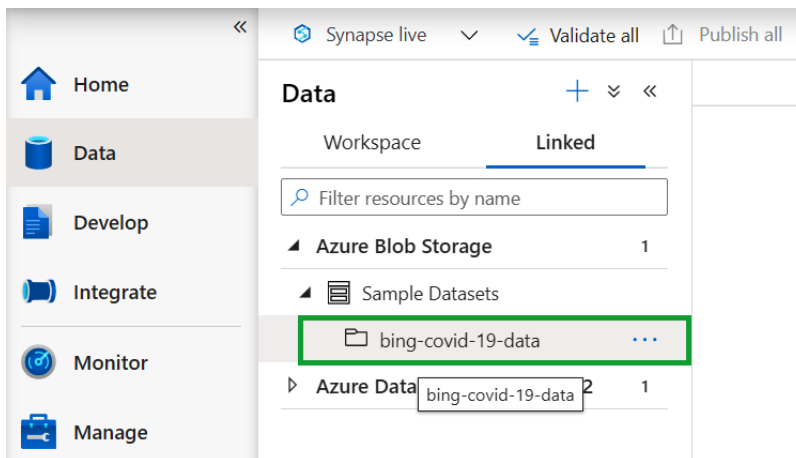 «
Synapse live
Validate all
Publish all
Home
Data
Develop
Integrate
Monitor
Manage
Data
Workspace
Linked
Filter resources by name
Azure Blob Storage 1
Sample Datasets
bing-covid-19-data ...
Azure Data 2 1
bing-covid-19-data